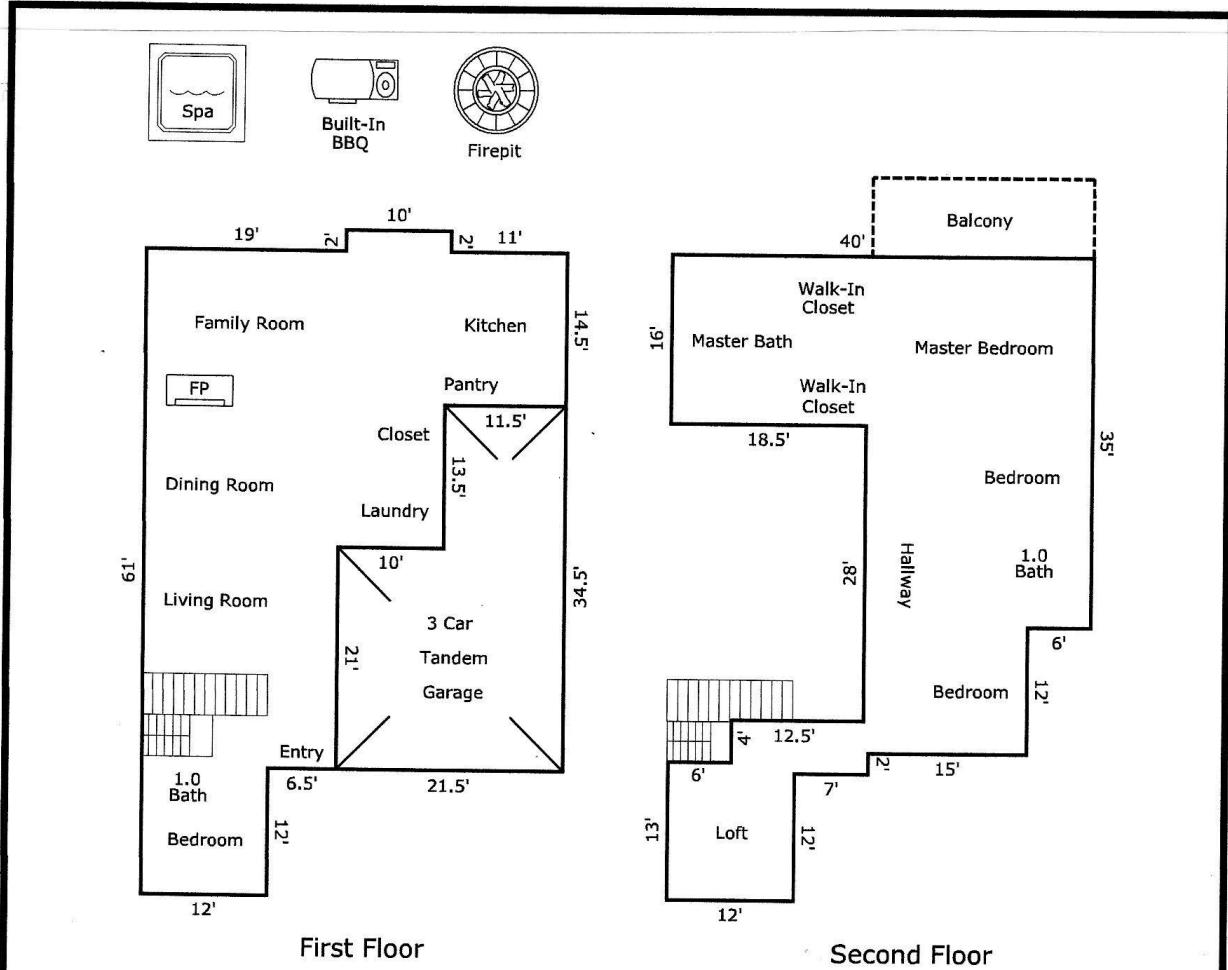 Spa
Built-In
BBQ
Firepit
10'
19'
2'
2'
11'
Family Room
Kitchen
14.5'
FP
Pantry
11.5'
Closet
13.5'
Dining Room
Laundry
10'
61'
34.5'
Living Room
3 Car
Tandem
Garage
21'
Entry
1.0
Bath
6.5'
21.5'
Bedroom
12'
12'
First Floor
Balcony
40'
Walk-In
Closet
16'
Master Bath
Master Bedroom
Walk-In
Closet
18.5'
35'
Bedroom
Hallway
1.0
Bath
28'
6'
Bedroom
12'
4'
12.5'
6'
2'
15'
7'
13'
Loft
12'
12'
Second Floor